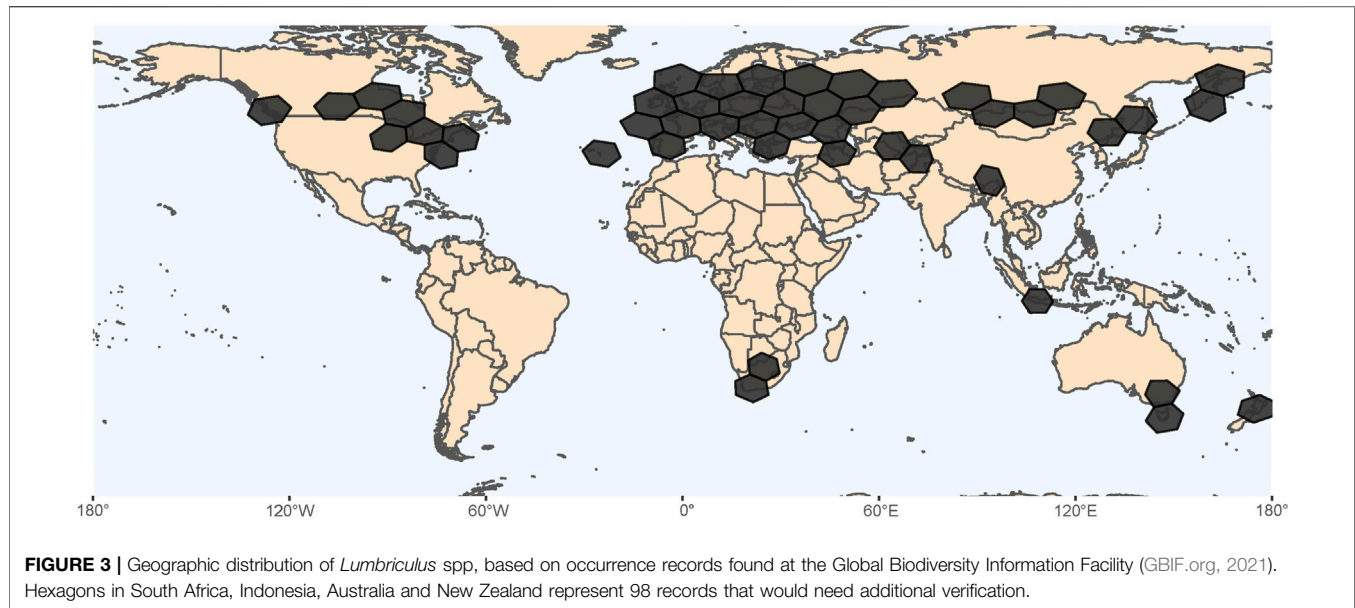 180° 120°W 60°W 0° 60°E 120°E 180°
FIGURE 3 | Geographic distribution of Lumbriculus spp, based on occurrence records found at the Global Biodiversity Information Facility (GBIF.org, 2021).
Hexagons in South Africa, Indonesia, Australia and New Zealand represent 98 records that would need additional verification.